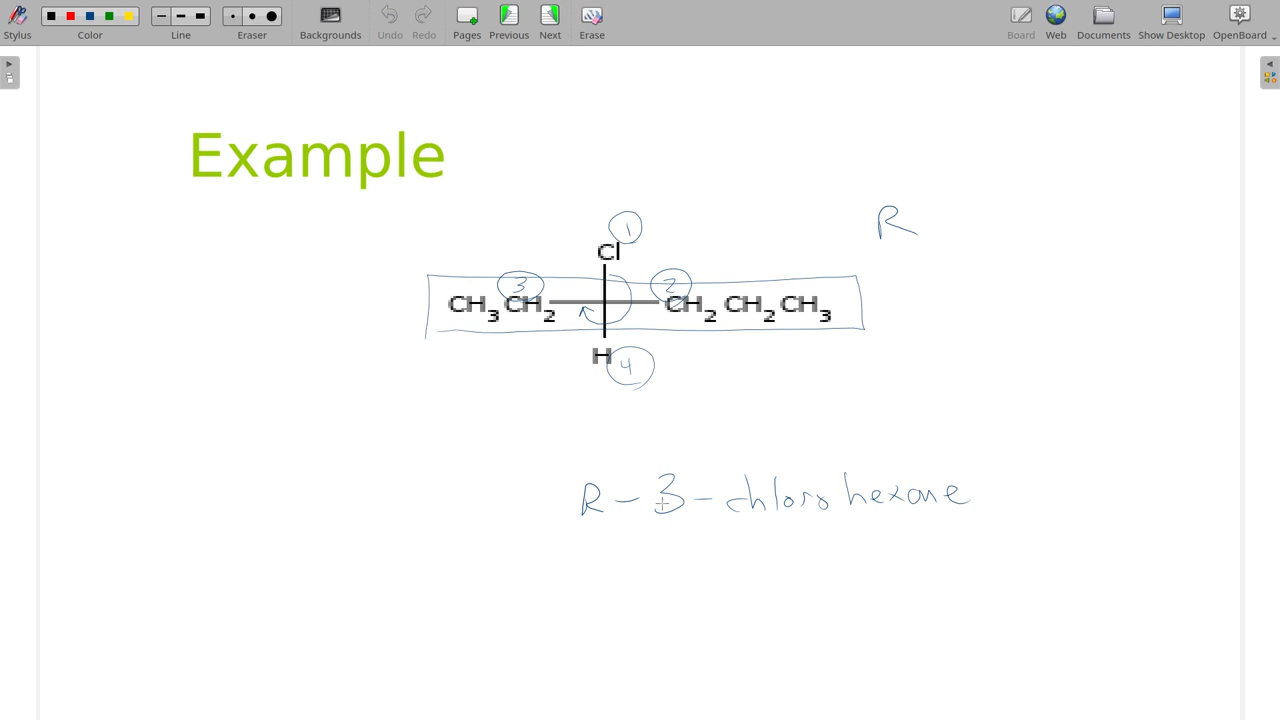 Stylus Color Line Eraser Backgrounds Undo Redo Pages Previous Next Erase Board Web Documents Show Desktop OpenBoard
Example
R
1
Cl
3 2
CH3 CH2 CH2 CH2 CH3
H 4
R - 3 - chloro hexane